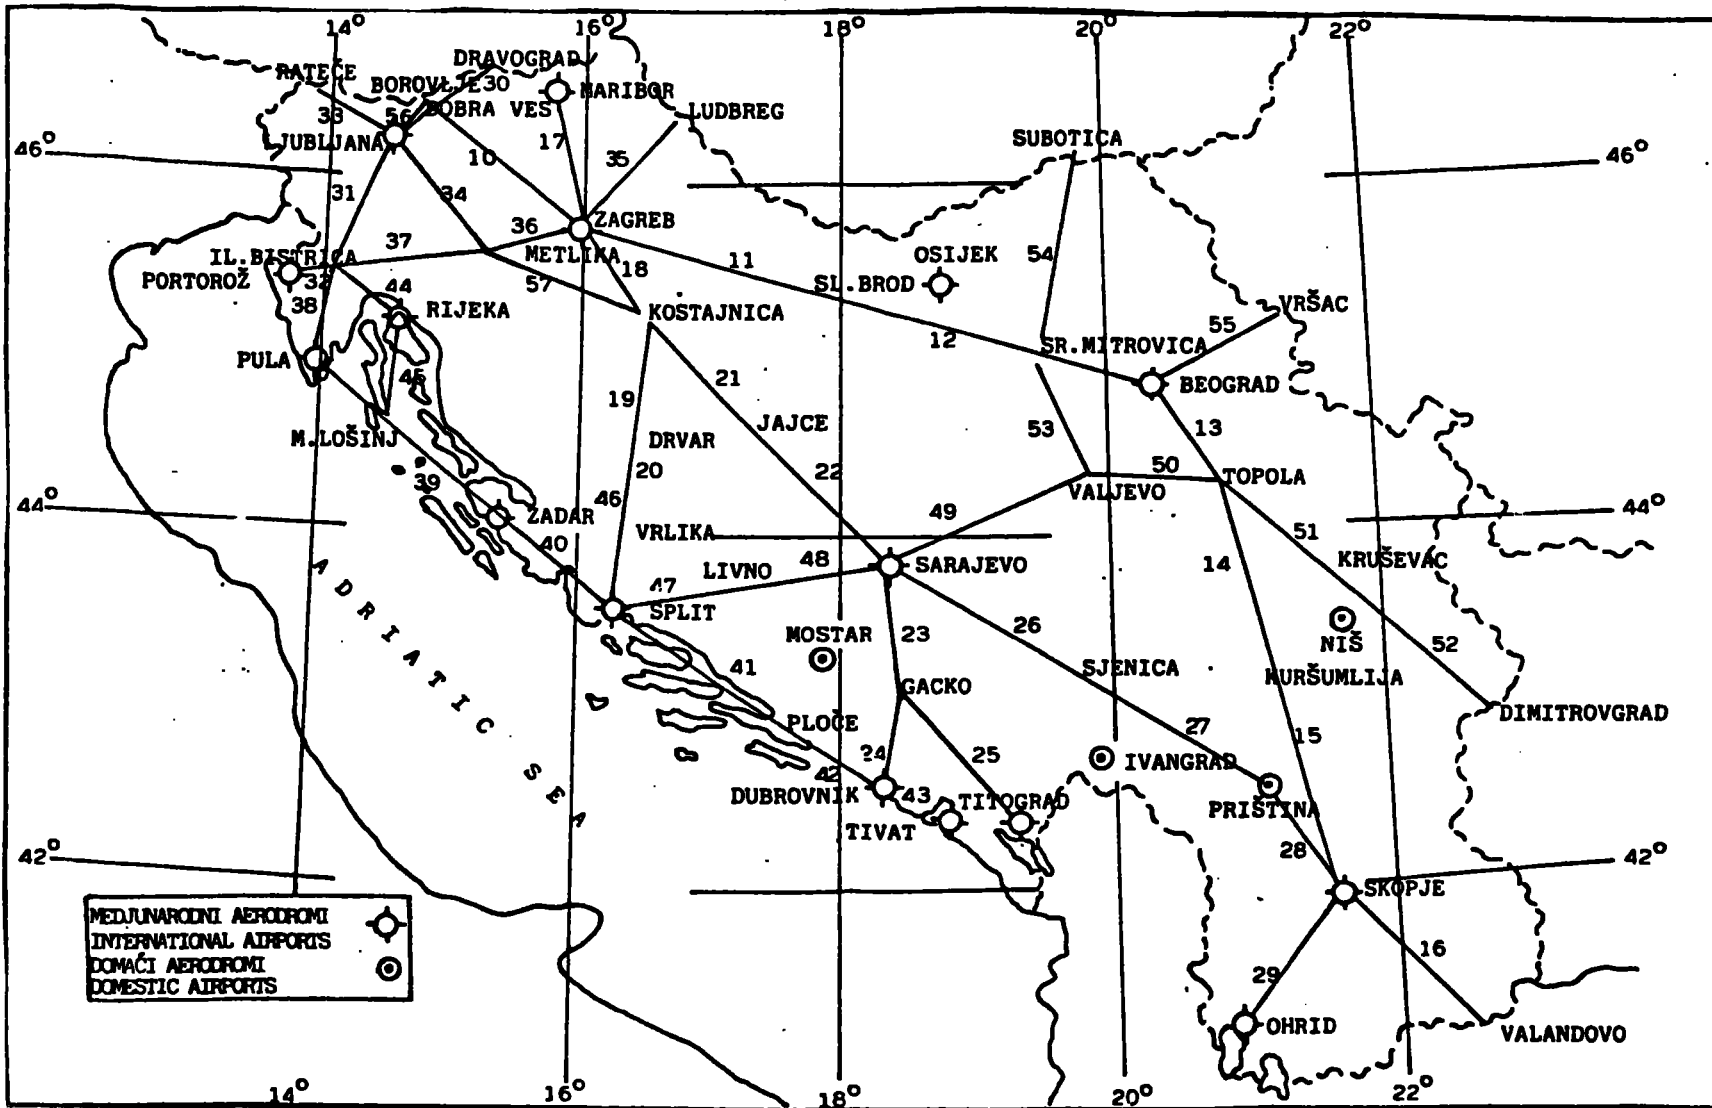 14°
16°
18°
20°
22°
DRAVOGRAD
RATEČE
BOROVLJE
30
MARIBOR
DOBRA VES
LUDBREG
33
56
JUBLJANA
17
SUBOTICA
46°
46°
10
35
31
34
36
ZAGREB
37
IL.BISTRICA
METLIKA
18
11
OSIJEK
54
PORTOROŽ
32
44
57
SL.BROD
38
RIJEKA
KOSTAJNICA
VRŠAC
55
12
SR.MITROVICA
PULA
45
21
BEOGRAD
19
JAJCE
53
13
M.LOŠINJ
DRVAR
20
22
50
TOPOLA
39
VALJEVO
44°
46
44°
ZADAR
49
VRLIKA
51
40
KRUŠEVAC
48
SARAJEVO
14
LIVNO
47
SPLIT
ADRIATIC SEA
MOSTAR
23
26
NIŠ
52
41
SJENICA
KURŠUMLIJA
GACKO
PLOČE
DIMITROVGRAD
27
15
24
25
42
IVANGRAD
DUBROVNIK
43
TITOGRAD
PRIŠTINA
TIVAT
28
42°
42°
SKOPJE
MEDJUNARODNI AERODROMI
INTERNATIONAL AIRPORTS
DOMAĆI AERODROMI
DOMESTIC AIRPORTS
16
29
OHRID
VALANDOVO
14°
16°
18°
20°
22°